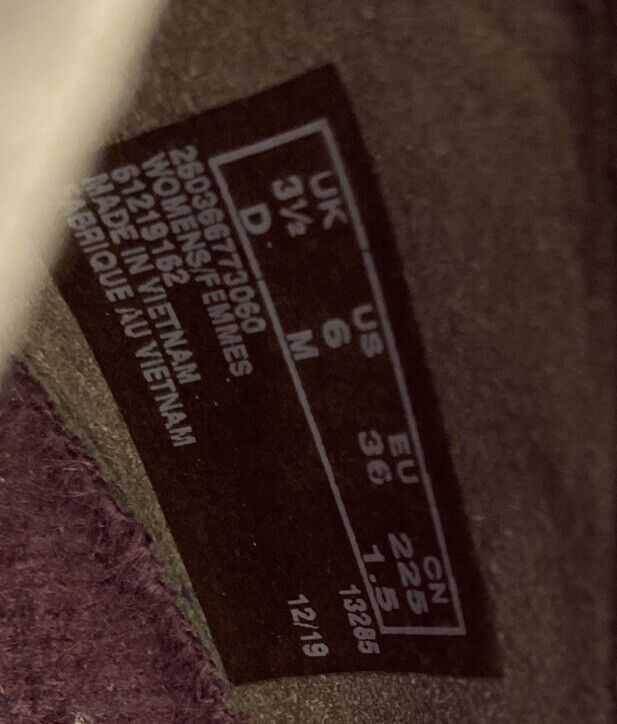 UK US EU CN
3½ 6 36 225
D M 1.5
260366773060 13285
WOMENS/FEMMES
61219162 12/19
MADE IN VIETNAM
FABRIQUE AU VIETNAM